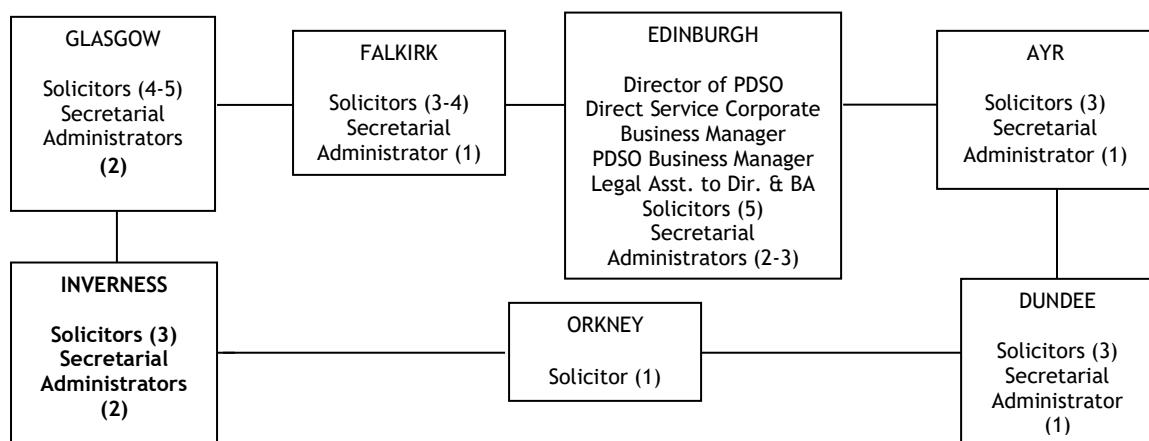 GLASGOW
Solicitors (4-5)
Secretarial
Administrators
(2)
FALKIRK
Solicitors (3-4)
Secretarial
Administrator (1)
EDINBURGH
Director of PDSO
Direct Service Corporate
Business Manager
PDSO Business Manager
Legal Asst. to Dir. & BA
Solicitors (5)
Secretarial
Administrators (2-3)
AYR
Solicitors (3)
Secretarial
Administrator (1)
INVERNESS
Solicitors (3)
Secretarial
Administrators
(2)
ORKNEY
Solicitor (1)
DUNDEE
Solicitors (3)
Secretarial
Administrator
(1)